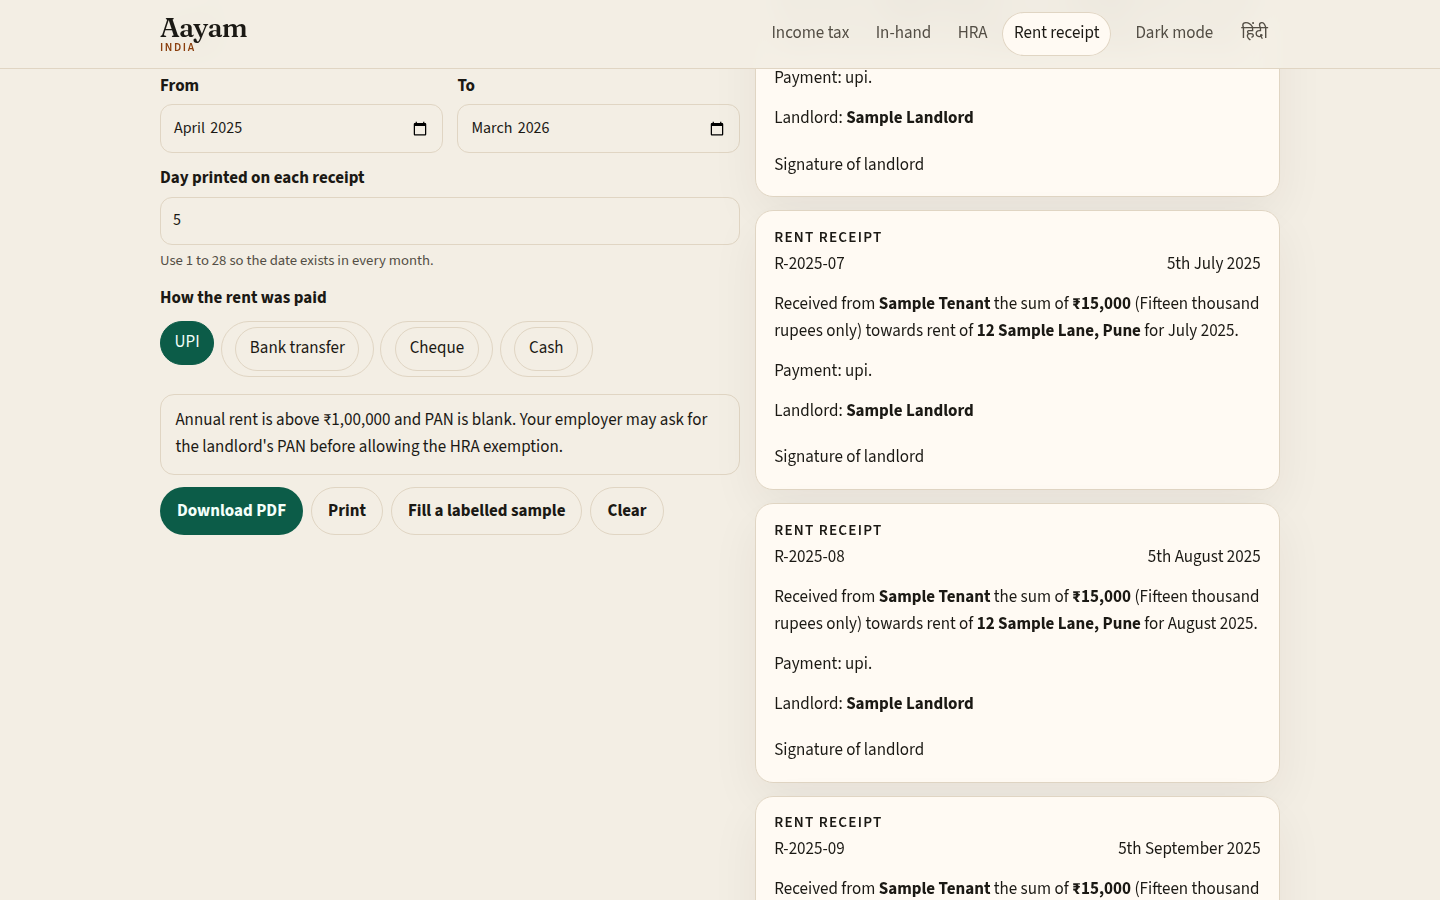 Aayam
INDIA
Income tax
In-hand
HRA
Rent receipt
Dark mode
हिंदी
From
To
April 2025
March 2026
Day printed on each receipt
5
Use 1 to 28 so the date exists in every month.
How the rent was paid
UPI
Bank transfer
Cheque
Cash
Annual rent is above ₹1,00,000 and PAN is blank. Your employer may ask for
the landlord's PAN before allowing the HRA exemption.
Download PDF
Print
Fill a labelled sample
Clear
Payment: upi.
Landlord: Sample Landlord
Signature of landlord
RENT RECEIPT
R-2025-07
5th July 2025
Received from Sample Tenant the sum of ₹15,000 (Fifteen thousand
rupees only) towards rent of 12 Sample Lane, Pune for July 2025.
Payment: upi.
Landlord: Sample Landlord
Signature of landlord
RENT RECEIPT
R-2025-08
5th August 2025
Received from Sample Tenant the sum of ₹15,000 (Fifteen thousand
rupees only) towards rent of 12 Sample Lane, Pune for August 2025.
Payment: upi.
Landlord: Sample Landlord
Signature of landlord
RENT RECEIPT
R-2025-09
5th September 2025
Received from Sample Tenant the sum of ₹15,000 (Fifteen thousand